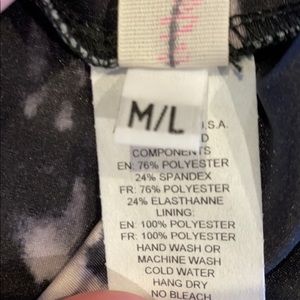 M/L
U.S.A.
COMPONENTS
EN: 76% POLYESTER
24% SPANDEX
FR: 76% POLYESTER
24% ELASTHANNE
LINING:
EN: 100% POLYESTER
FR: 100% POLYESTER
HAND WASH OR
MACHINE WASH
COLD WATER
HANG DRY
NO BLEACH